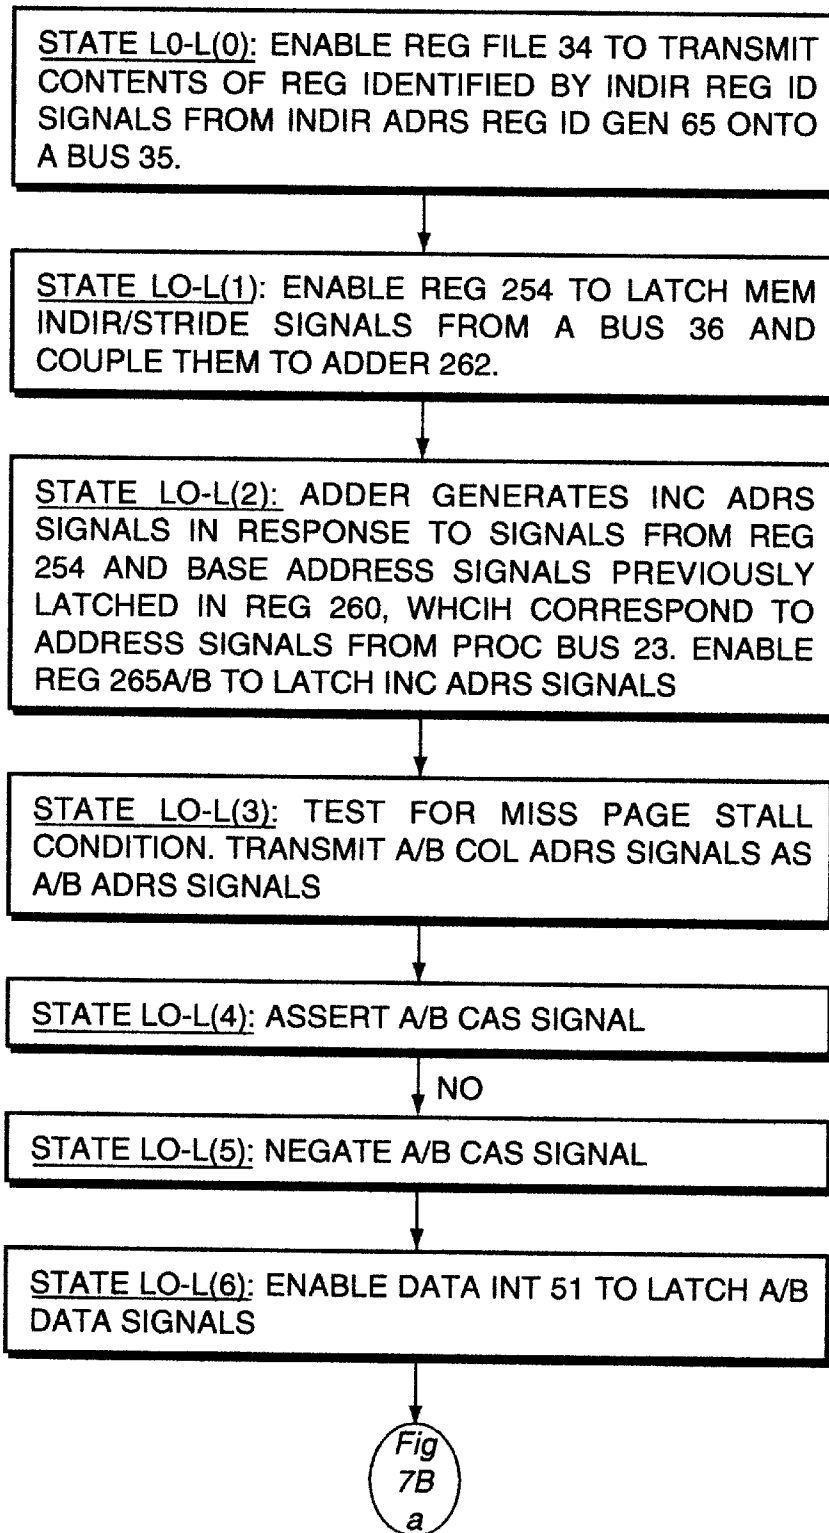 STATE L0-L(0): ENABLE REG FILE 34 TO TRANSMIT
CONTENTS OF REG IDENTIFIED BY INDIR REG ID
SIGNALS FROM INDIR ADRS REG ID GEN 65 ONTO
A BUS 35.
STATE LO-L(1): ENABLE REG 254 TO LATCH MEM
INDIR/STRIDE SIGNALS FROM A BUS 36 AND
COUPLE THEM TO ADDER 262.
STATE LO-L(2): ADDER GENERATES INC ADRS
SIGNALS IN RESPONSE TO SIGNALS FROM REG
254 AND BASE ADDRESS SIGNALS PREVIOUSLY
LATCHED IN REG 260, WHCIH CORRESPOND TO
ADDRESS SIGNALS FROM PROC BUS 23. ENABLE
REG 265A/B TO LATCH INC ADRS SIGNALS
STATE LO-L(3): TEST FOR MISS PAGE STALL
CONDITION. TRANSMIT A/B COL ADRS SIGNALS AS
A/B ADRS SIGNALS
STATE LO-L(4): ASSERT A/B CAS SIGNAL
NO
STATE LO-L(5): NEGATE A/B CAS SIGNAL
STATE LO-L(6): ENABLE DATA INT 51 TO LATCH A/B
DATA SIGNALS
Fig
7B
a